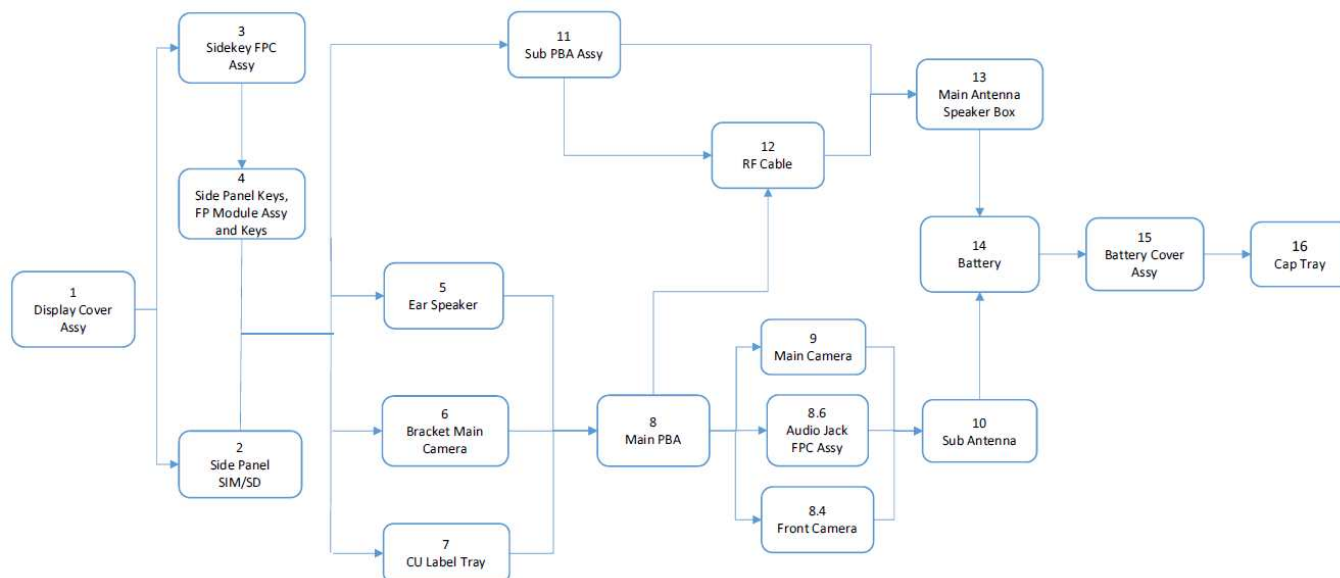 3
Sidekey FPC
Assy
11
Sub PBA Assy
13
Main Antenna
Speaker Box
12
RF Cable
4
Side Panel Keys,
FP Module Assy
and Keys
14
Battery
15
Battery Cover
Assy
16
Cap Tray
1
Display Cover
Assy
5
Ear Speaker
9
Main Camera
6
Bracket Main
Camera
8
Main PBA
8.6
Audio Jack
FPC Assy
10
Sub Antenna
2
Side Panel
SIM/SD
8.4
Front Camera
7
CU Label Tray